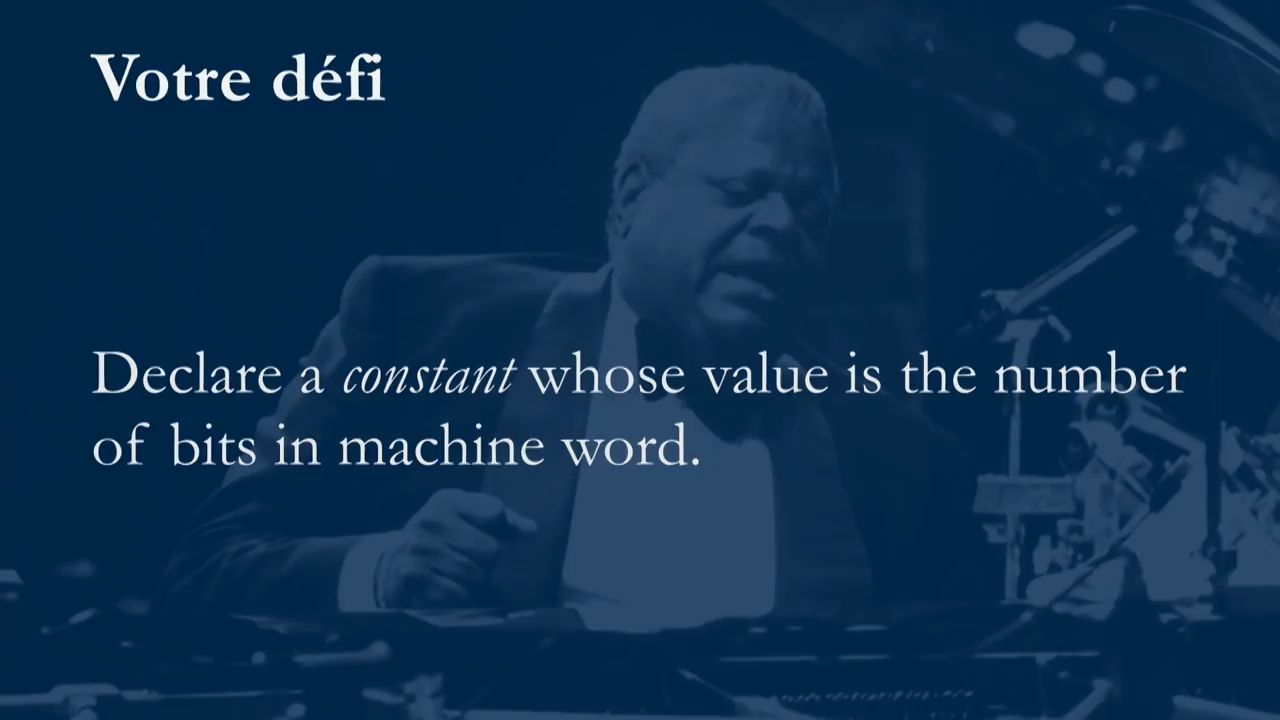 Votre défi
Declare a constant whose value is the number
of bits in machine word.